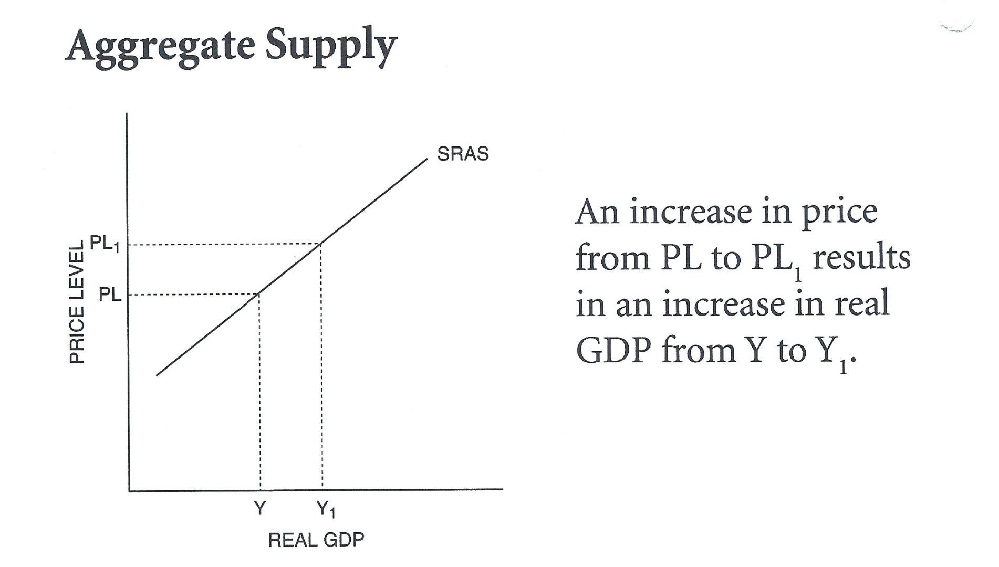 Aggregate Supply
SRAS
PL₁
PL
PRICE LEVEL
Y
Y₁
REAL GDP
An increase in price
from PL to PL₁ results
in an increase in real
GDP from Y to Y₁.